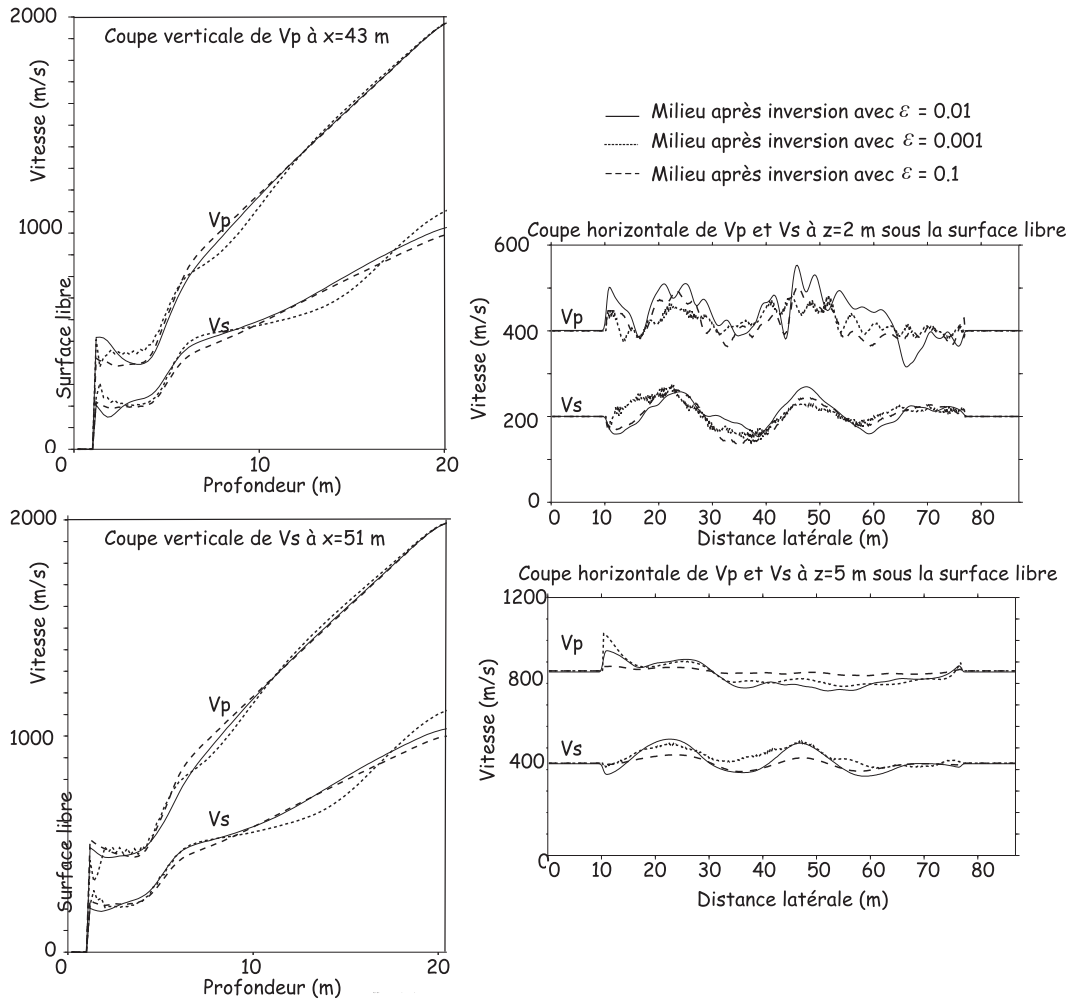 2000
Coupe verticale de Vp à x=43 m
Vitesse (m/s)
1000
Vp
Vs
Surface libre
0
0
10
20
Profondeur (m)
Milieu après inversion avec ε = 0.01
Milieu après inversion avec ε = 0.001
Milieu après inversion avec ε = 0.1
Coupe horizontale de Vp et Vs à z=2 m sous la surface libre
600
Vp
400
Vitesse (m/s)
Vs
200
0
0 10 20 30 40 50 60 70 80
Distance latérale (m)
2000
Coupe verticale de Vs à x=51 m
Vitesse (m/s)
Vp
1000
Vs
Surface libre
0
0
10
20
Profondeur (m)
Coupe horizontale de Vp et Vs à z=5 m sous la surface libre
1200
Vp
800
Vitesse (m/s)
Vs
400
0
0 10 20 30 40 50 60 70 80
Distance latérale (m)